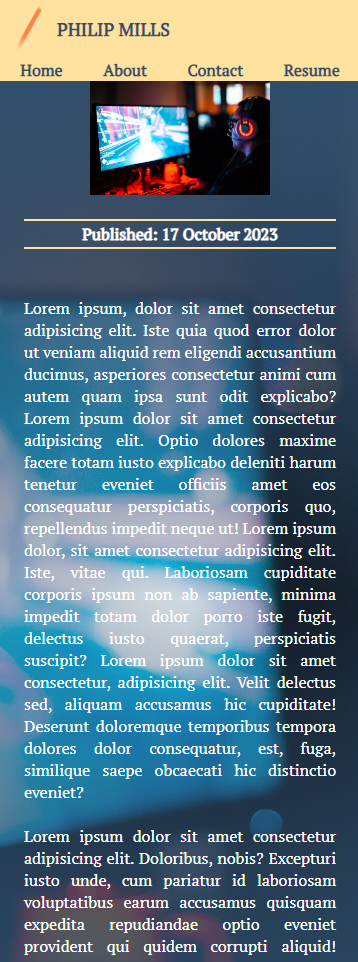 PHILIP MILLS
Home About Contact Resume
Published: 17 October 2023
Lorem ipsum, dolor sit amet consectetur
adipisicing elit. Iste quia quod error dolor
ut veniam aliquid rem eligendi accusantium
ducimus, asperiores consectetur animi cum
autem quam ipsa sunt odit explicabo?
Lorem ipsum dolor sit amet consectetur
adipisicing elit. Optio dolores maxime
facere totam iusto explicabo deleniti harum
tenetur eveniet officiis amet eos
consequatur perspiciatis, corporis quo,
repellendus impedit neque ut! Lorem ipsum
dolor, sit amet consectetur adipisicing elit.
Iste, vitae qui. Laboriosam cupiditate
corporis ipsum non ab sapiente, minima
impedit totam dolor porro iste fugit,
delectus iusto quaerat, perspiciatis
suscipit? Lorem ipsum dolor sit amet
consectetur, adipisicing elit. Velit delectus
sed, aliquam accusamus hic cupiditate!
Deserunt doloremque temporibus tempora
dolores dolor consequatur, est, fuga,
similique saepe obcaecati hic distinctio
eveniet?
Lorem ipsum dolor sit amet consectetur
adipisicing elit. Doloribus, nobis? Excepturi
iusto unde, cum pariatur id laboriosam
voluptatibus earum accusamus quisquam
expedita repudiandae optio eveniet
provident qui quidem corrupti aliquid!